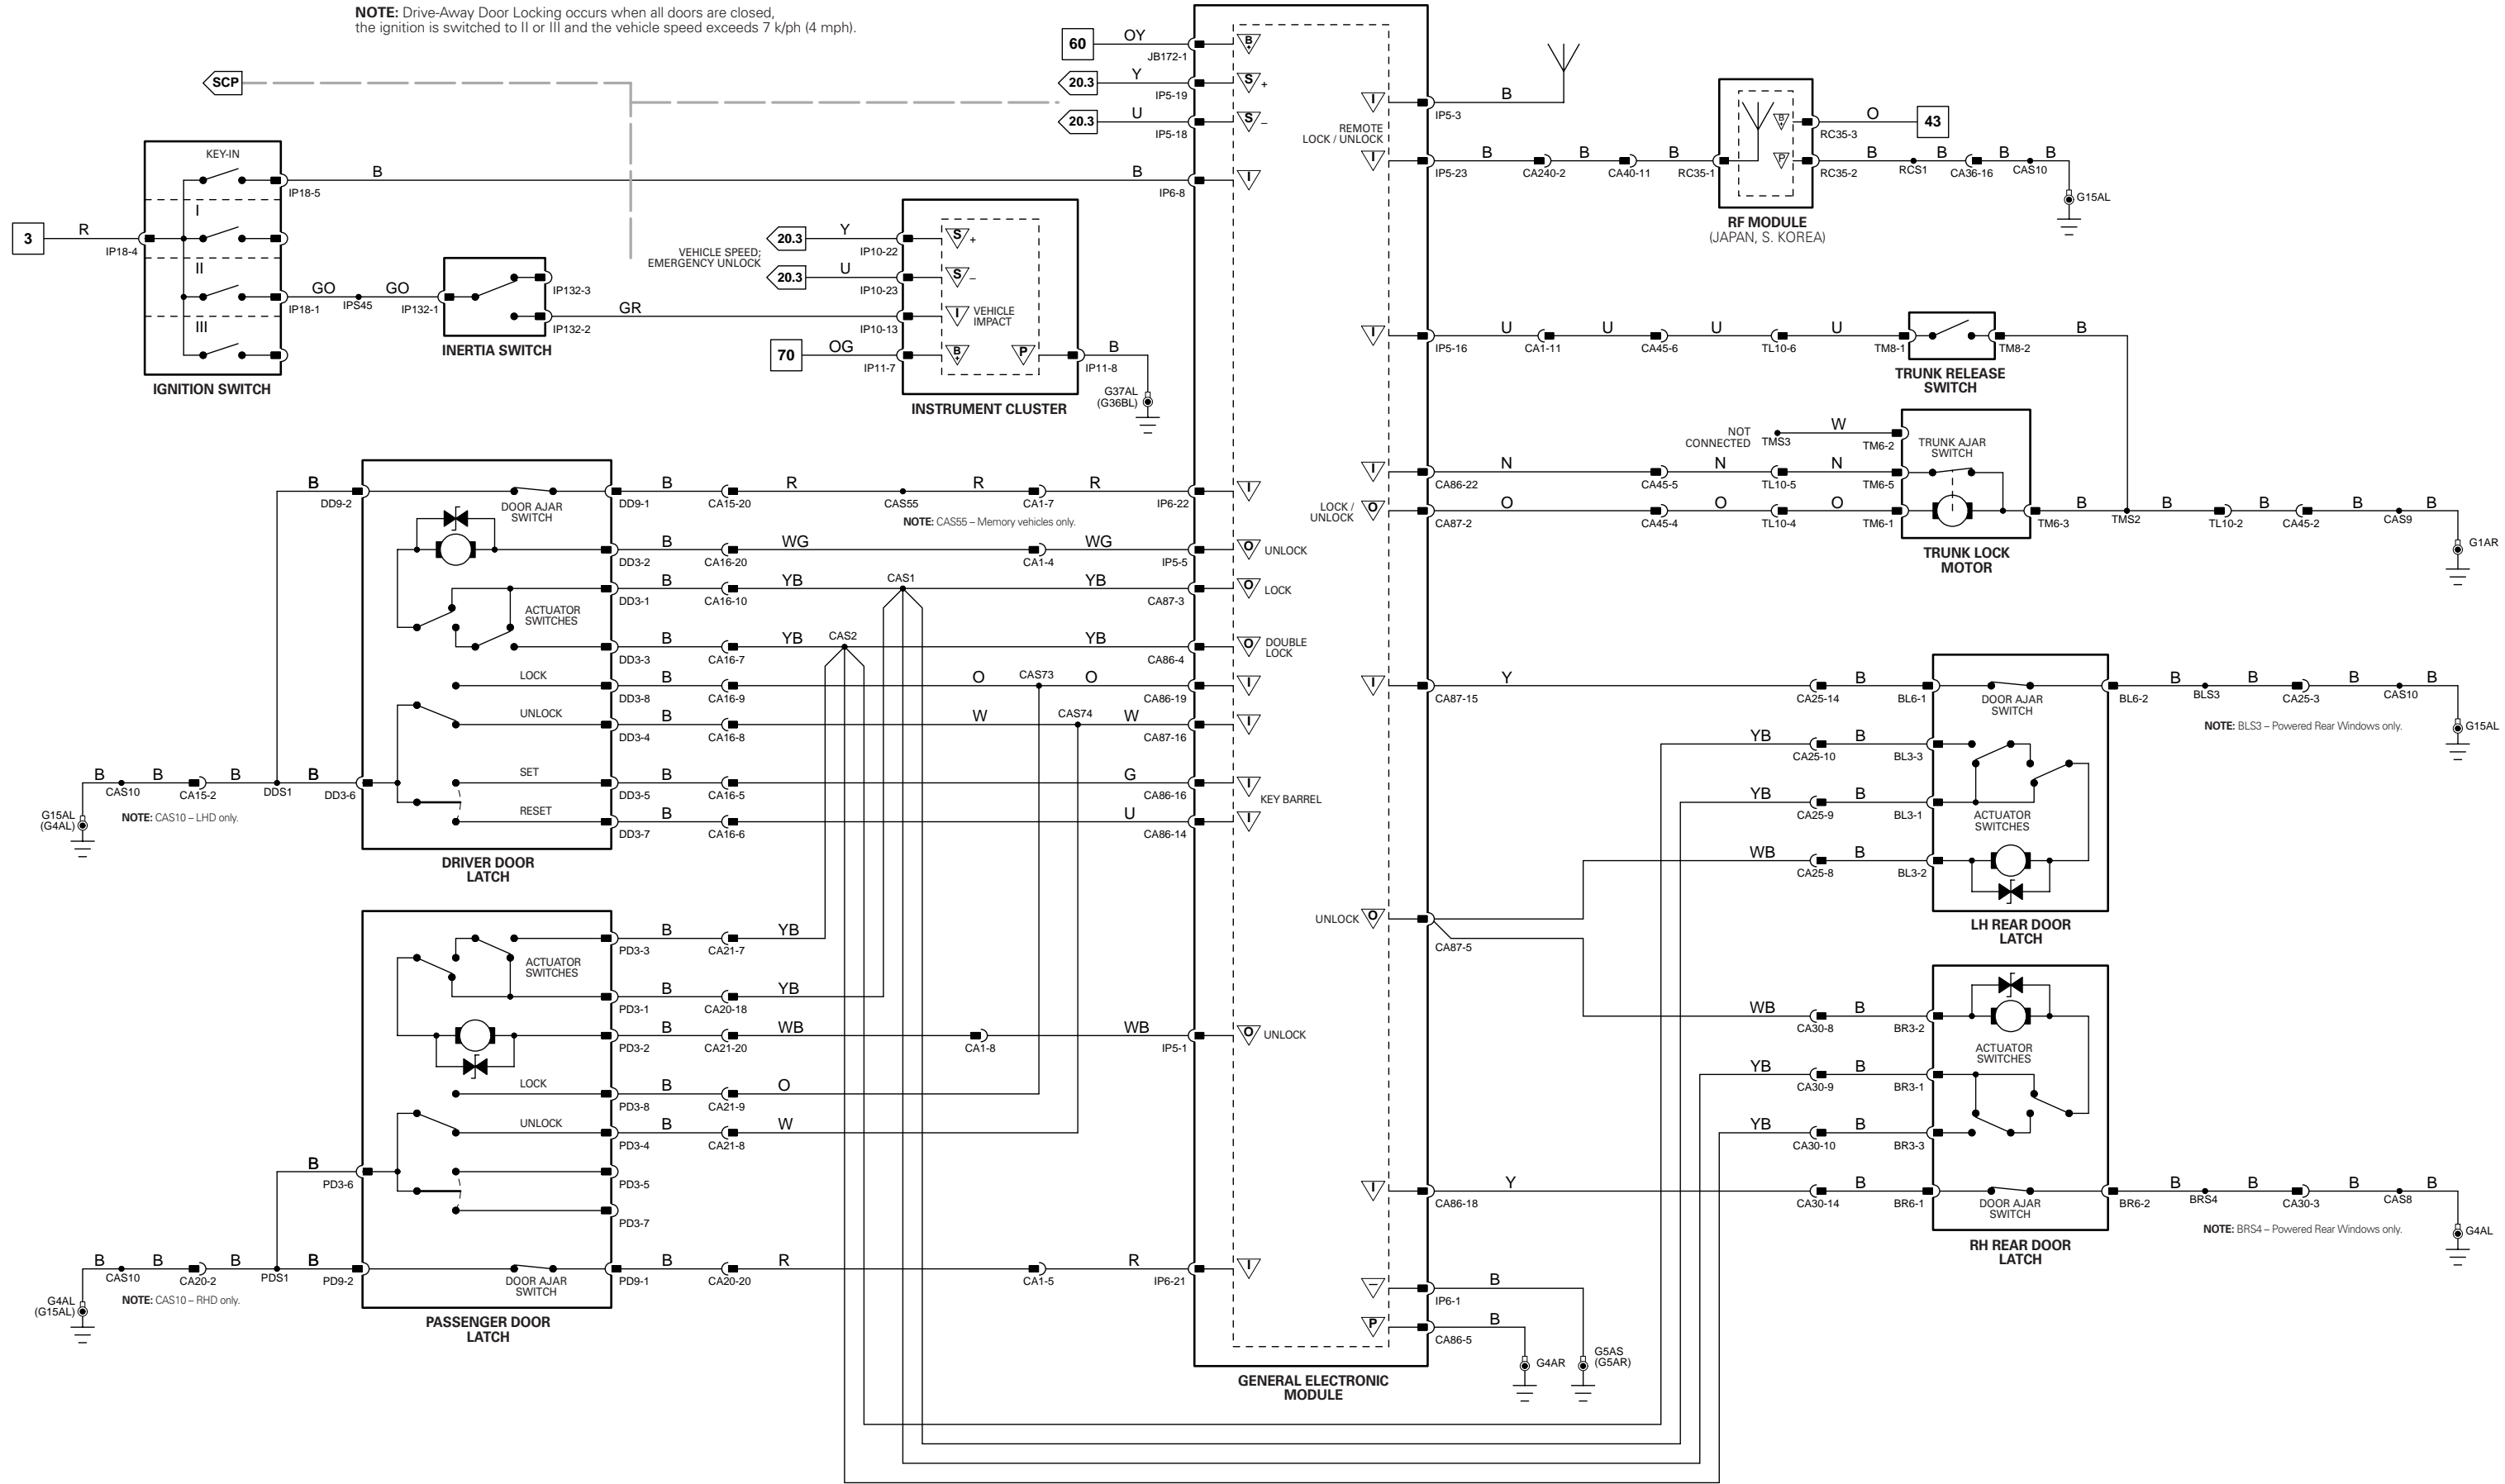 NOTE: Drive-Away Door Locking occurs when all doors are closed,
the ignition is switched to II or III and the vehicle speed exceeds 7 k/ph (4 mph).
SCP
60
OY
JB172-1
B
+
20.3
Y
IP5-19
S
+
20.3
U
IP5-18
S
–
KEY-IN
IP18-5
B
B
IP6-8
I
I
3
R
IP18-4
II
GO
GO
IP18-1
IPS45
IP132-1
III
IGNITION SWITCH
IP132-3
IP132-2
GR
INERTIA SWITCH
VEHICLE SPEED;
EMERGENCY UNLOCK
20.3
Y
IP10-22
S
+
20.3
U
IP10-23
S
–
IP10-13
I
VEHICLE
IMPACT
70
OG
IP11-7
B
+
P
IP11-8
B
G37AL
(G36BL)
INSTRUMENT CLUSTER
B
DD9-2
DOOR AJAR
SWITCH
B
DD9-1
CA15-20
R
CAS55
R
CA1-7
R
IP6-22
I
NOTE: CAS55 – Memory vehicles only.
DD3-2
B
CA16-20
WG
CA1-4
WG
IP5-5
O
UNLOCK
DD3-1
B
CA16-10
YB
CAS1
YB
CA87-3
O
LOCK
ACTUATOR
SWITCHES
DD3-3
B
CA16-7
YB
CAS2
YB
CA86-4
O
DOUBLE
LOCK
LOCK
DD3-8
B
CA16-9
O
CAS73
O
CA86-19
I
UNLOCK
DD3-4
B
CA16-8
W
CAS74
W
CA87-16
I
SET
DD3-5
B
CA16-5
G
CA86-16
I
KEY BARREL
RESET
DD3-7
B
CA16-6
U
CA86-14
I
B
CAS10
B
CA15-2
B
DDS1
B
DD3-6
G15AL
(G4AL)
NOTE: CAS10 – LHD only.
DRIVER DOOR
LATCH
PD3-3
B
CA21-7
YB
ACTUATOR
SWITCHES
PD3-1
B
CA20-18
YB
PD3-2
B
CA21-20
WB
CA1-8
WB
IP5-1
O
UNLOCK
LOCK
PD3-8
B
CA21-9
O
UNLOCK
PD3-4
B
CA21-8
W
B
PD3-6
PD3-5
PD3-7
B
CAS10
B
CA20-2
B
PDS1
B
PD9-2
DOOR AJAR
SWITCH
PD9-1
B
CA20-20
R
CA1-5
R
IP6-21
I
G4AL
(G15AL)
NOTE: CAS10 – RHD only.
PASSENGER DOOR
LATCH
I
IP5-3
B
REMOTE
LOCK / UNLOCK
I
IP5-23
B
CA240-2
B
CA40-11
B
RC35-1
B
+
RC35-3
O
43
P
RC35-2
B
RCS1
B
CA36-16
B
CAS10
B
G15AL
RF MODULE
(JAPAN, S. KOREA)
I
IP5-16
U
CA1-11
U
CA45-6
U
TL10-6
U
TM8-1
TM8-2
B
TRUNK RELEASE
SWITCH
NOT
CONNECTED
TMS3
W
TM6-2
TRUNK AJAR
SWITCH
I
CA86-22
N
CA45-5
N
TL10-5
N
TM6-5
LOCK /
UNLOCK
O
CA87-2
O
CA45-4
O
TL10-4
O
TM6-1
TM6-3
B
TMS2
B
TL10-2
B
CA45-2
B
CAS9
B
G1AR
TRUNK LOCK
MOTOR
I
CA87-15
Y
CA25-14
B
BL6-1
DOOR AJAR
SWITCH
BL6-2
B
BLS3
B
CA25-3
B
CAS10
B
G15AL
NOTE: BLS3 – Powered Rear Windows only.
YB
CA25-10
B
BL3-3
YB
CA25-9
B
BL3-1
ACTUATOR
SWITCHES
WB
CA25-8
B
BL3-2
LH REAR DOOR
LATCH
UNLOCK
O
CA87-5
WB
CA30-8
B
BR3-2
ACTUATOR
SWITCHES
YB
CA30-9
B
BR3-1
YB
CA30-10
B
BR3-3
I
CA86-18
Y
CA30-14
B
BR6-1
DOOR AJAR
SWITCH
BR6-2
B
BRS4
B
CA30-3
B
CAS8
B
G4AL
NOTE: BRS4 – Powered Rear Windows only.
RH REAR DOOR
LATCH
–
IP6-1
B
P
CA86-5
B
G4AR
G5AS
(G5AR)
GENERAL ELECTRONIC
MODULE